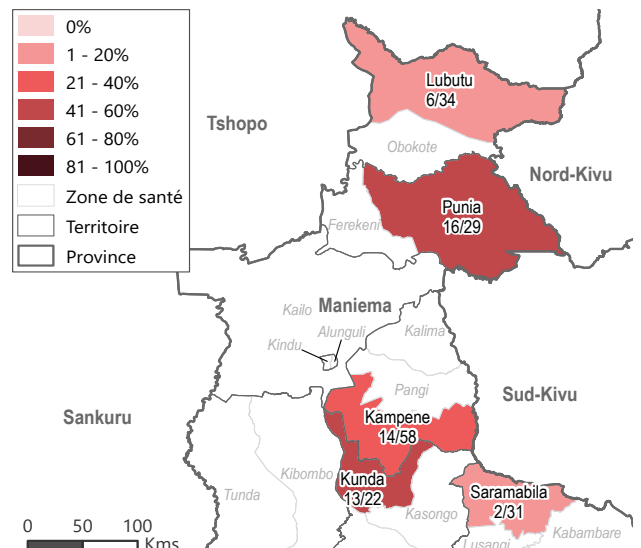 0%
1 - 20%
21 - 40%
41 - 60%
61 - 80%
81 - 100%
Zone de santé
Territoire
Province
Lubutu
6/34
Tshopo
Obokote
Nord-Kivu
Punia
16/29
Ferekeni
Maniema
Kailo
Alunguli
Kindu
Kalima
Pangi
Sud-Kivu
Sankuru
Kampene
14/58
Kibombo
Kunda
13/22
Tunda
Saramabila
2/31
Kasongo
Kabambare
Lusangi
0 50 100
Kms